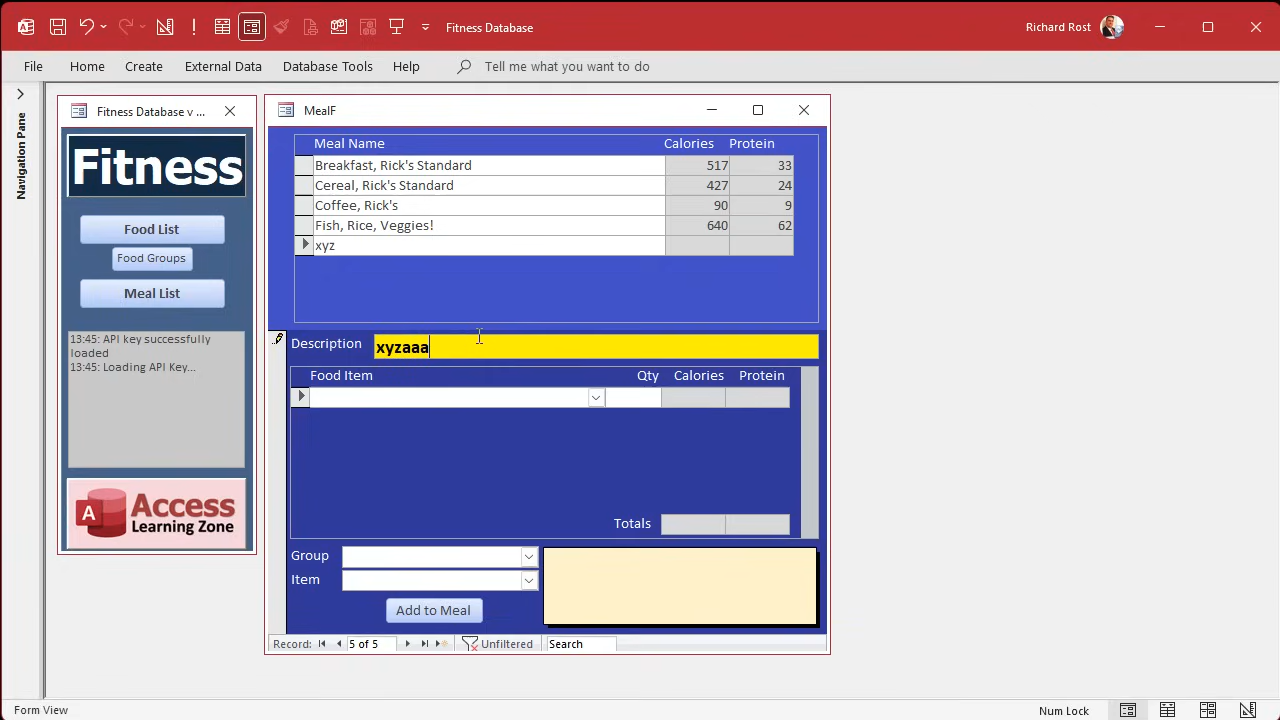 Fitness Database
Richard Rost
File Home Create External Data Database Tools Help Tell me what you want to do
Navigation Pane
Fitness Database v ...
Fitness
Food List
Food Groups
Meal List
13:45: API key successfully
loaded
13:45: Loading API Key...
A Access
Learning Zone
MealF
Meal Name Calories Protein
Breakfast, Rick's Standard 517 33
Cereal, Rick's Standard 427 24
Coffee, Rick's 90 9
Fish, Rice, Veggies! 640 62
xyz
Description xyzaaa
Food Item Qty Calories Protein
Totals
Group
Item
Add to Meal
Record: 5 of 5 Unfiltered Search
Form View Num Lock